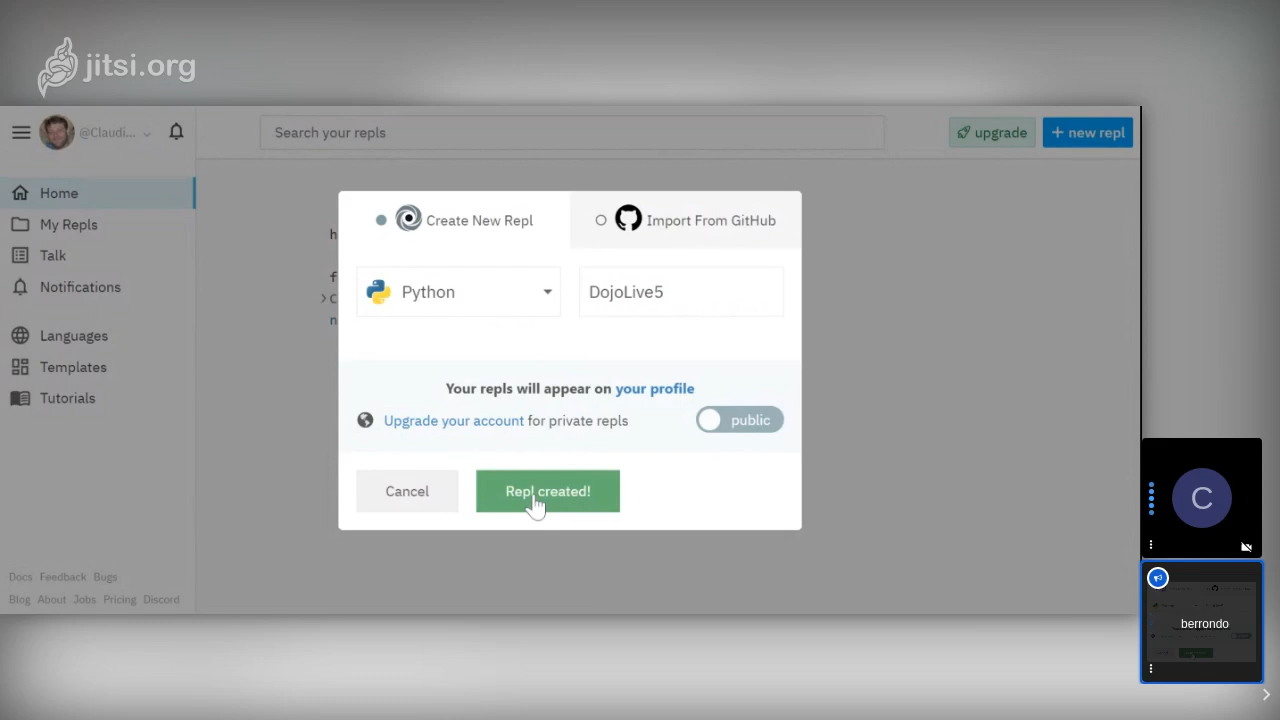 jitsi.org
@Claudi...
Search your repls
upgrade
+ new repl
Home
My Repls
Talk
Notifications
Languages
Templates
Tutorials
Docs Feedback Bugs
Blog About Jobs Pricing Discord
h
f
C
n
Create New Repl
Import From GitHub
Python
DojoLive5
Your repls will appear on your profile
Upgrade your account for private repls
public
Cancel
Repl created!
C
berrondo